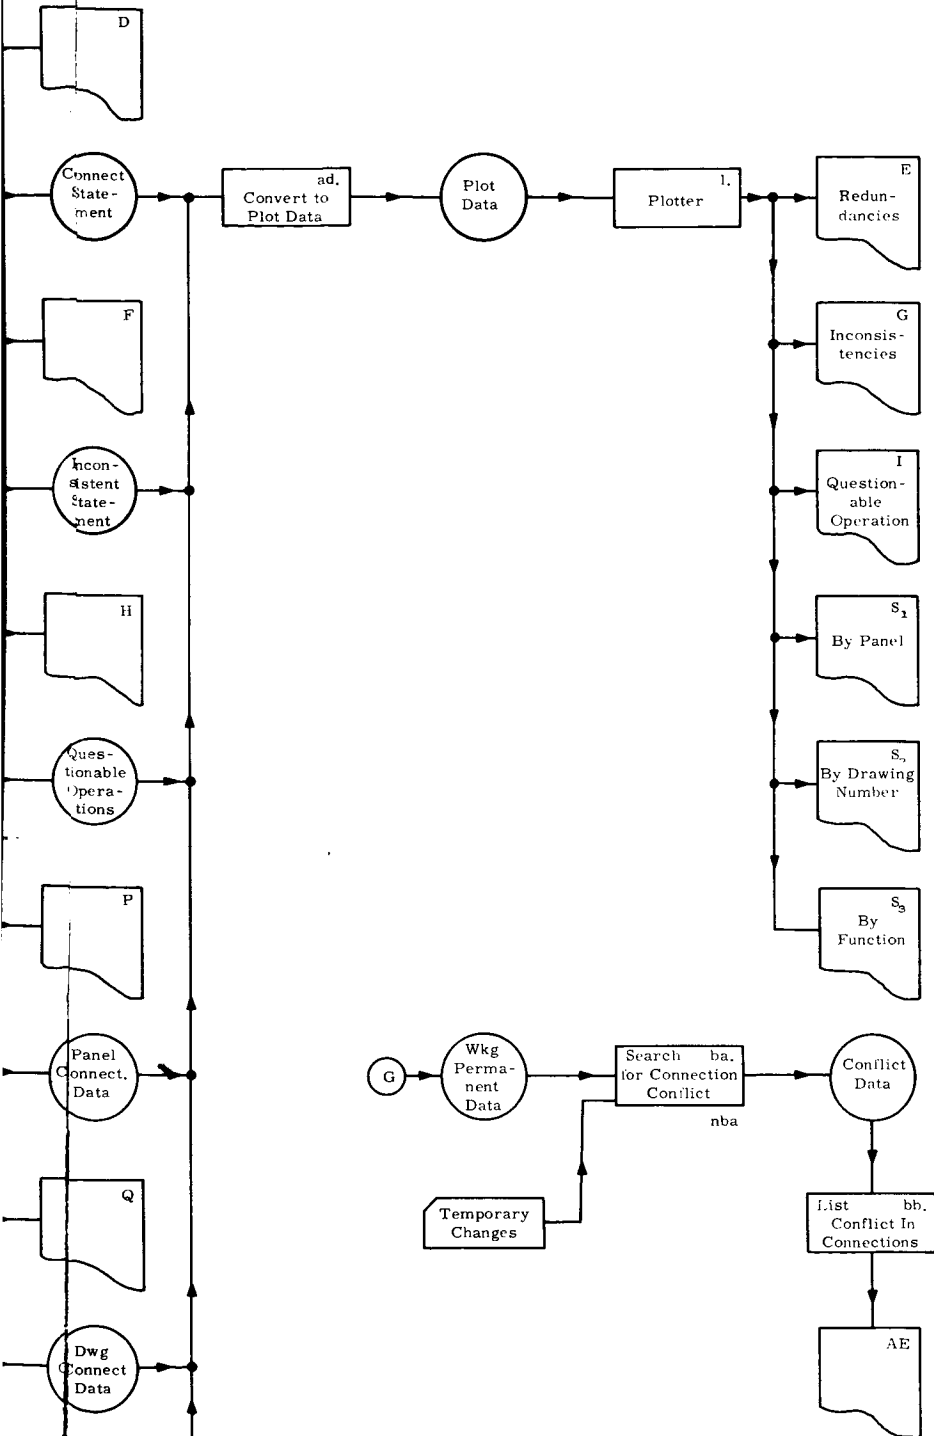 D
Connect
State-
ment
ad.
Convert to
Plot Data
Plot
Data
l.
Plotter
E
Redun-
dancies
F
G
Inconsis-
tencies
Incon-
sistent
State-
ment
I
Question-
able
Operation
H
S1
By Panel
Ques-
tionable
Opera-
tions
S2
By Drawing
Number
P
S3
By
Function
Panel
Connect.
Data
G
Wkg
Perma-
nent
Data
Search ba.
for Connection
Conflict
nba
Conflict
Data
Q
Temporary
Changes
List bb.
Conflict In
Connections
Dwg
Connect
Data
AE